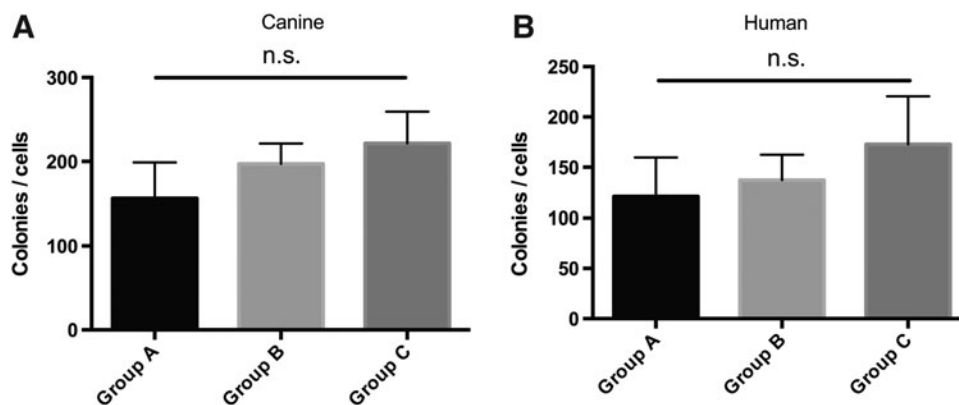 A
Canine
n.s.
Colonies / cells
300
200
100
0
Group A
Group B
Group C
B
Human
n.s.
Colonies / cells
250
200
150
100
50
0
Group A
Group B
Group C